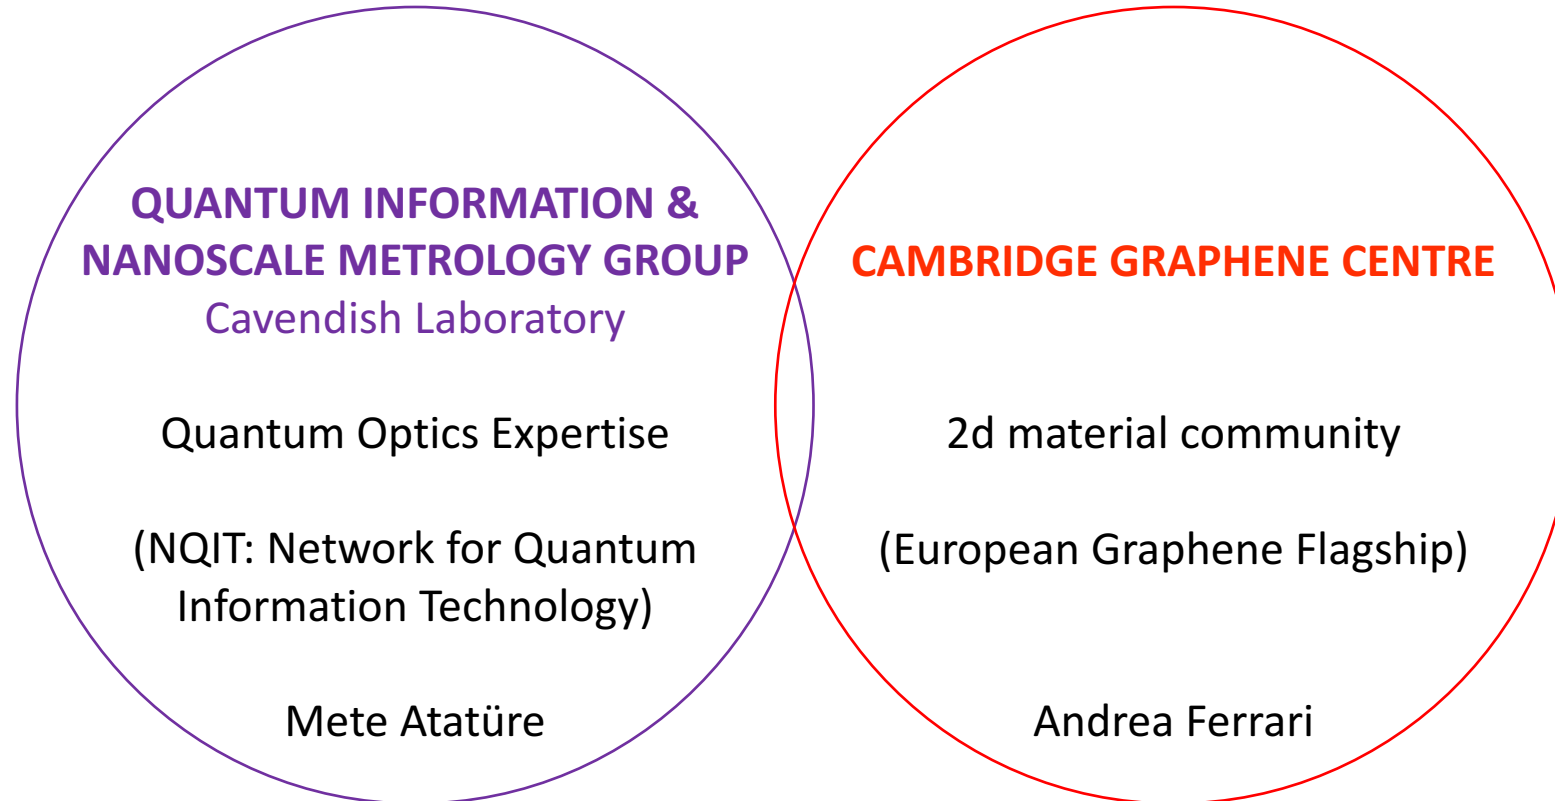 QUANTUM INFORMATION &
NANOSCALE METROLOGY GROUP
Cavendish Laboratory
Quantum Optics Expertise
(NQIT: Network for Quantum
Information Technology)
Mete Atatüre
CAMBRIDGE GRAPHENE CENTRE
2d material community
(European Graphene Flagship)
Andrea Ferrari